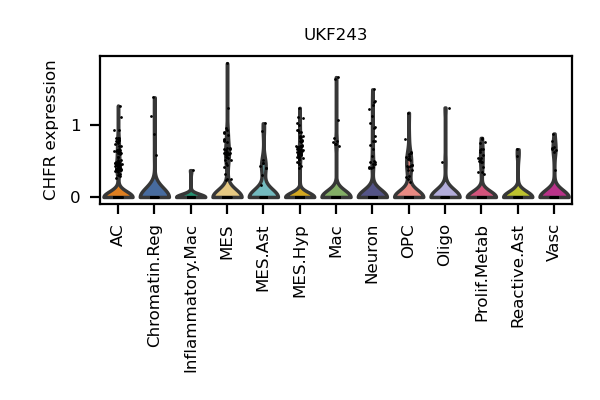 UKF243
CHFR expression
1
0
AC
Chromatin.Reg
Inflammatory.Mac
MES
MES.Ast
MES.Hyp
Mac
Neuron
OPC
Oligo
Prolif.Metab
Reactive.Ast
Vasc